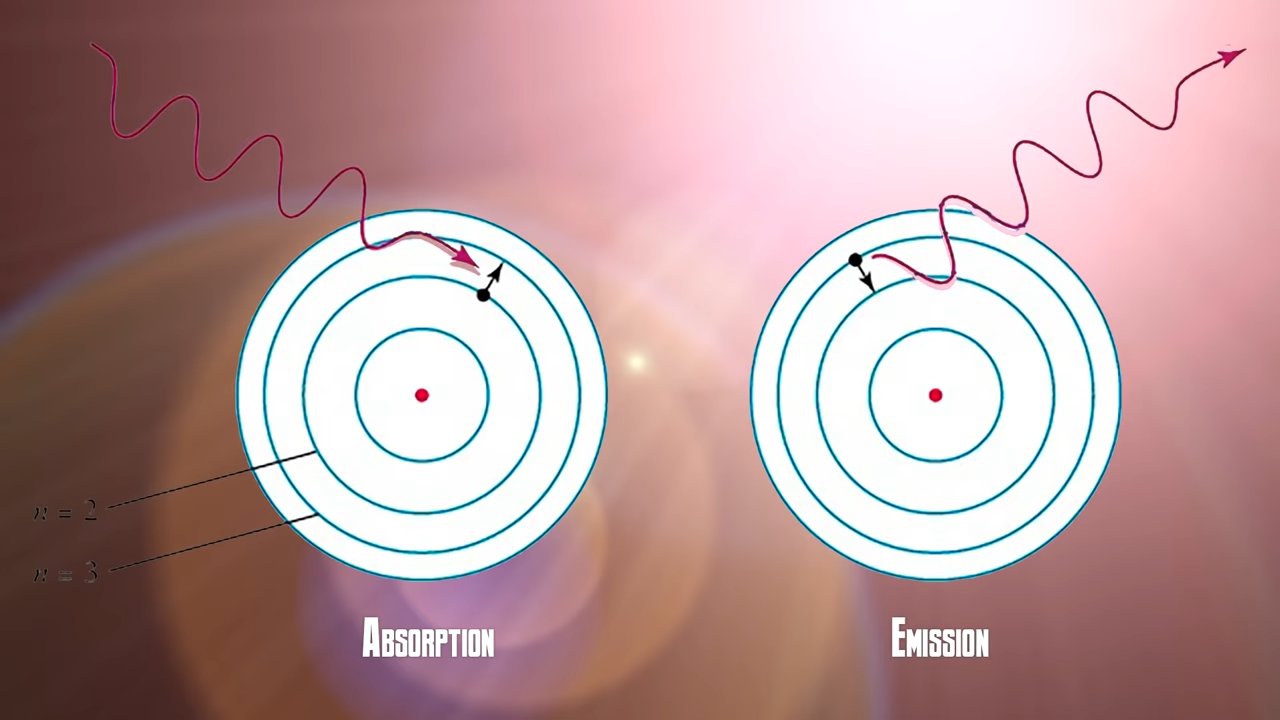 n = 2
n = 3
Absorption
Emission